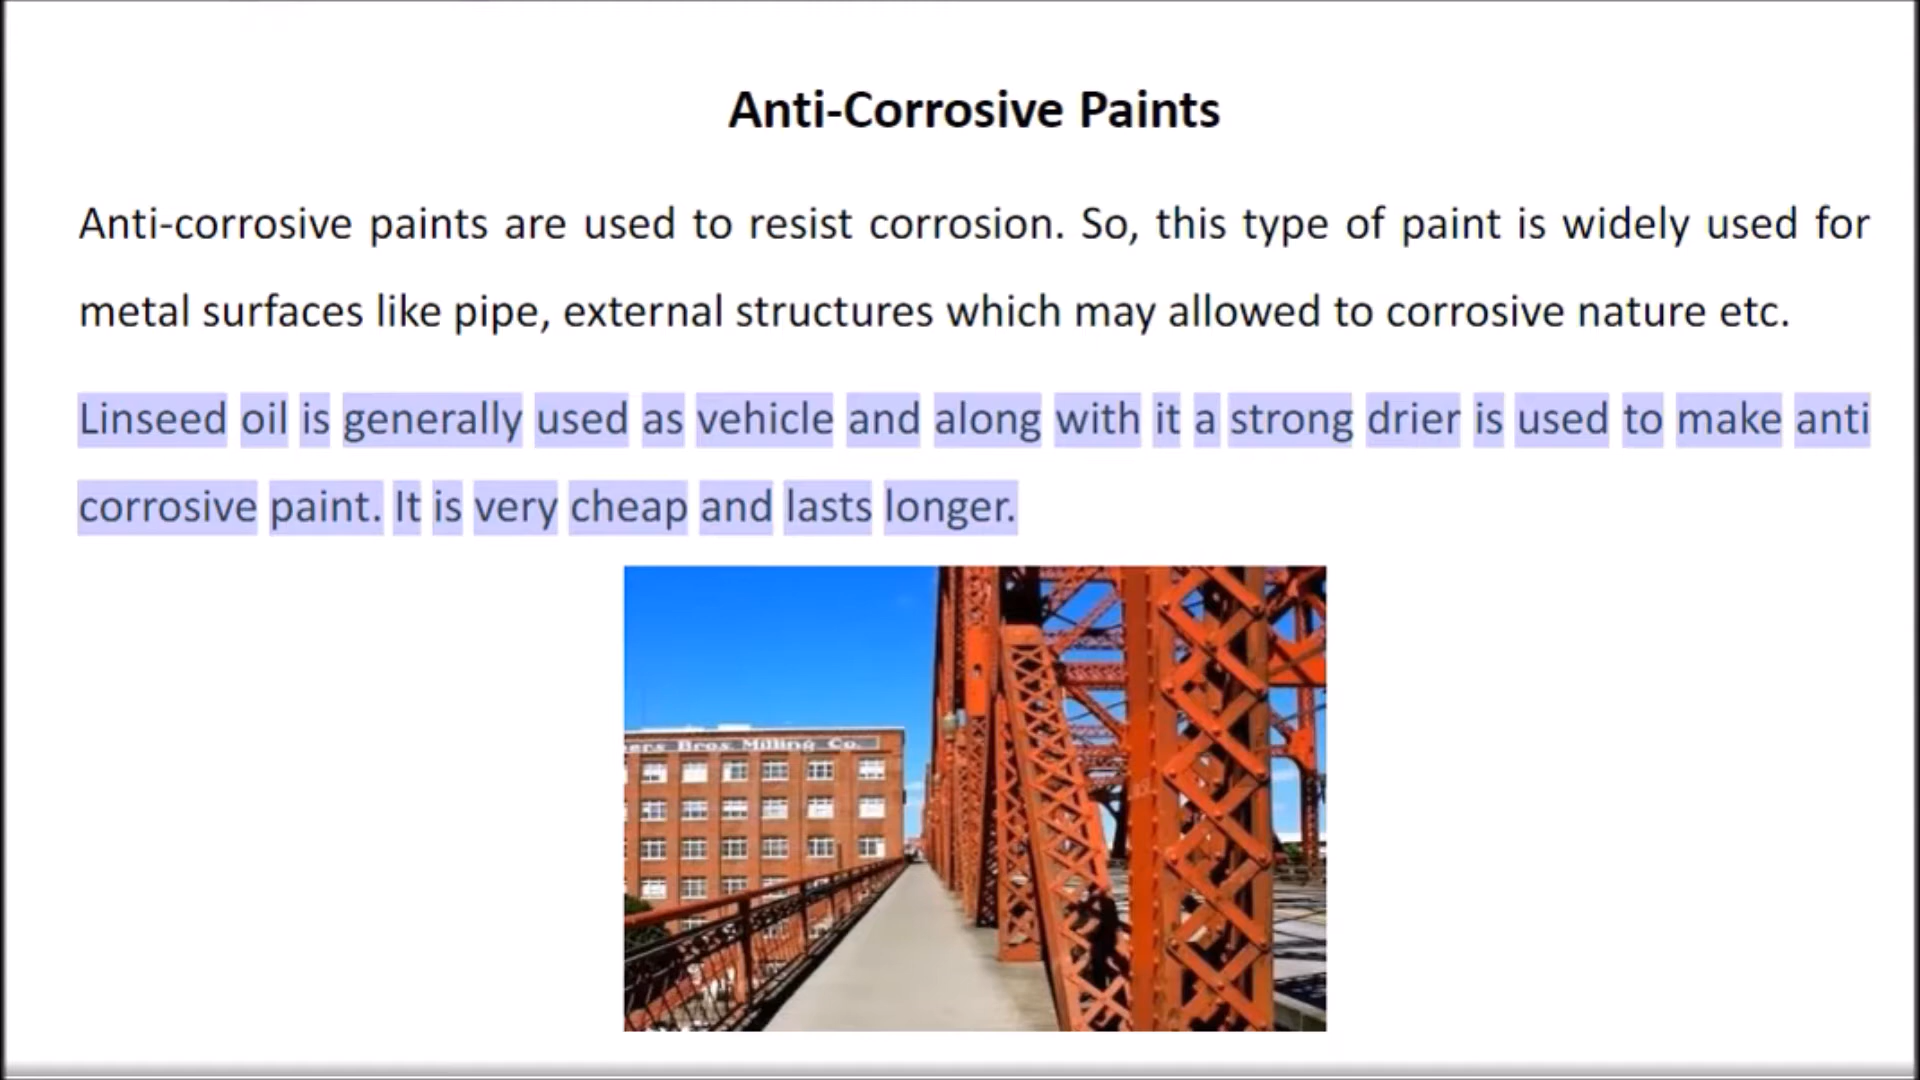 Anti-Corrosive Paints
Anti-corrosive paints are used to resist corrosion. So, this type of paint is widely used for
metal surfaces like pipe, external structures which may allowed to corrosive nature etc.
Linseed oil is generally used as vehicle and along with it a strong drier is used to make anti
corrosive paint. It is very cheap and lasts longer.
Bros Milling Co.